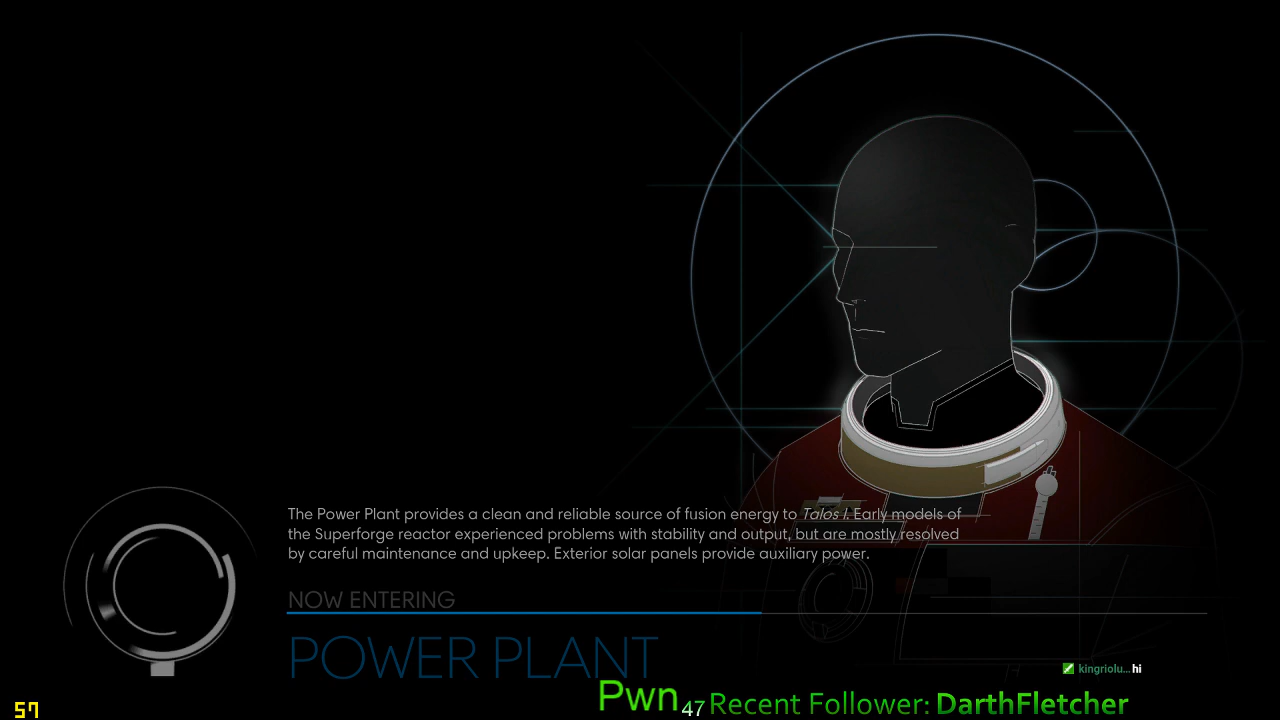 The Power Plant provides a clean and reliable source of fusion energy to Talos I. Early models of
the Superforge reactor experienced problems with stability and output, but are mostly resolved
by careful maintenance and upkeep. Exterior solar panels provide auxiliary power.
NOW ENTERING
POWER PLANT
kingriolu... hi
Pwn 47 Recent Follower: DarthFletcher
57